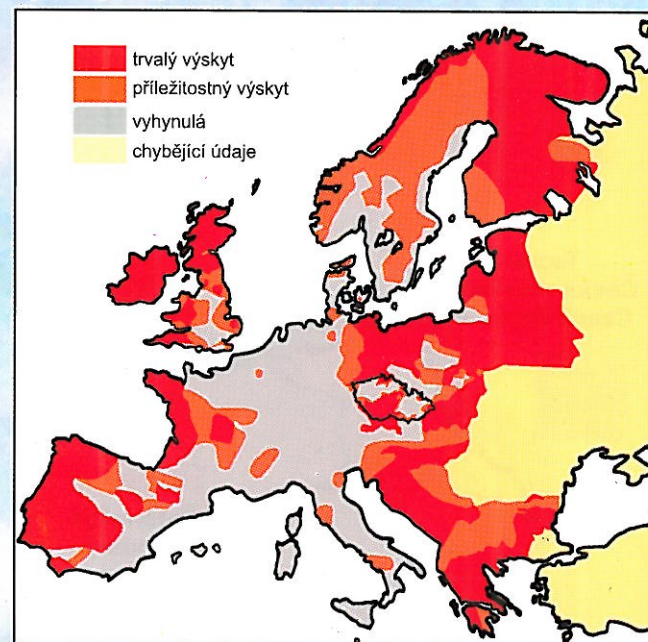 trvalý výskyt
příležitostný výskyt
vyhynulá
chybějící údaje